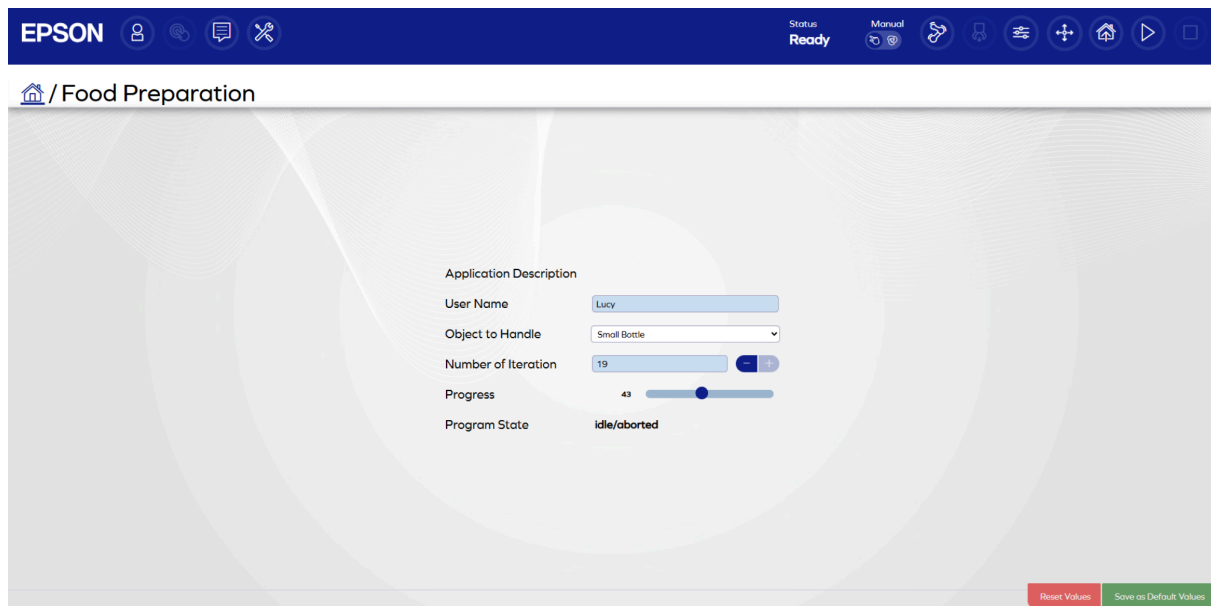 EPSON
Status
Ready
Manual
/ Food Preparation
Application Description
User Name
Lucy
Object to Handle
Small Bottle
Number of Iteration
19
− +
Progress
43
Program State
idle/aborted
Reset Values
Save as Default Values